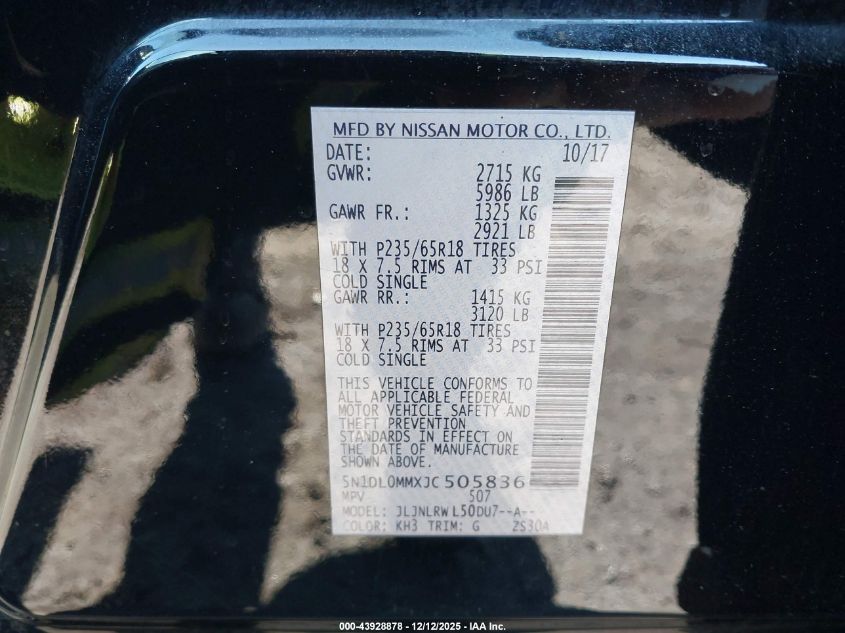 MFD BY NISSAN MOTOR CO., LTD.
DATE: 10/17
GVWR: 2715 KG
5986 LB
GAWR FR.: 1325 KG
2921 LB
WITH P235/65R18 TIRES
18 X 7.5 RIMS AT 33 PSI
COLD SINGLE
GAWR RR.: 1415 KG
3120 LB
WITH P235/65R18 TIRES
18 X 7.5 RIMS AT 33 PSI
COLD SINGLE
THIS VEHICLE CONFORMS TO
ALL APPLICABLE FEDERAL
MOTOR VEHICLE SAFETY AND
THEFT PREVENTION
STANDARDS IN EFFECT ON
THE DATE OF MANUFACTURE
SHOWN ABOVE.
5N1DL0MMXJC505836
MPV 507
MODEL: JLJNLRWL50DU7--A--
COLOR: KH3 TRIM: G 2S30A
000-43928878 - 12/12/2025 - IAA Inc.